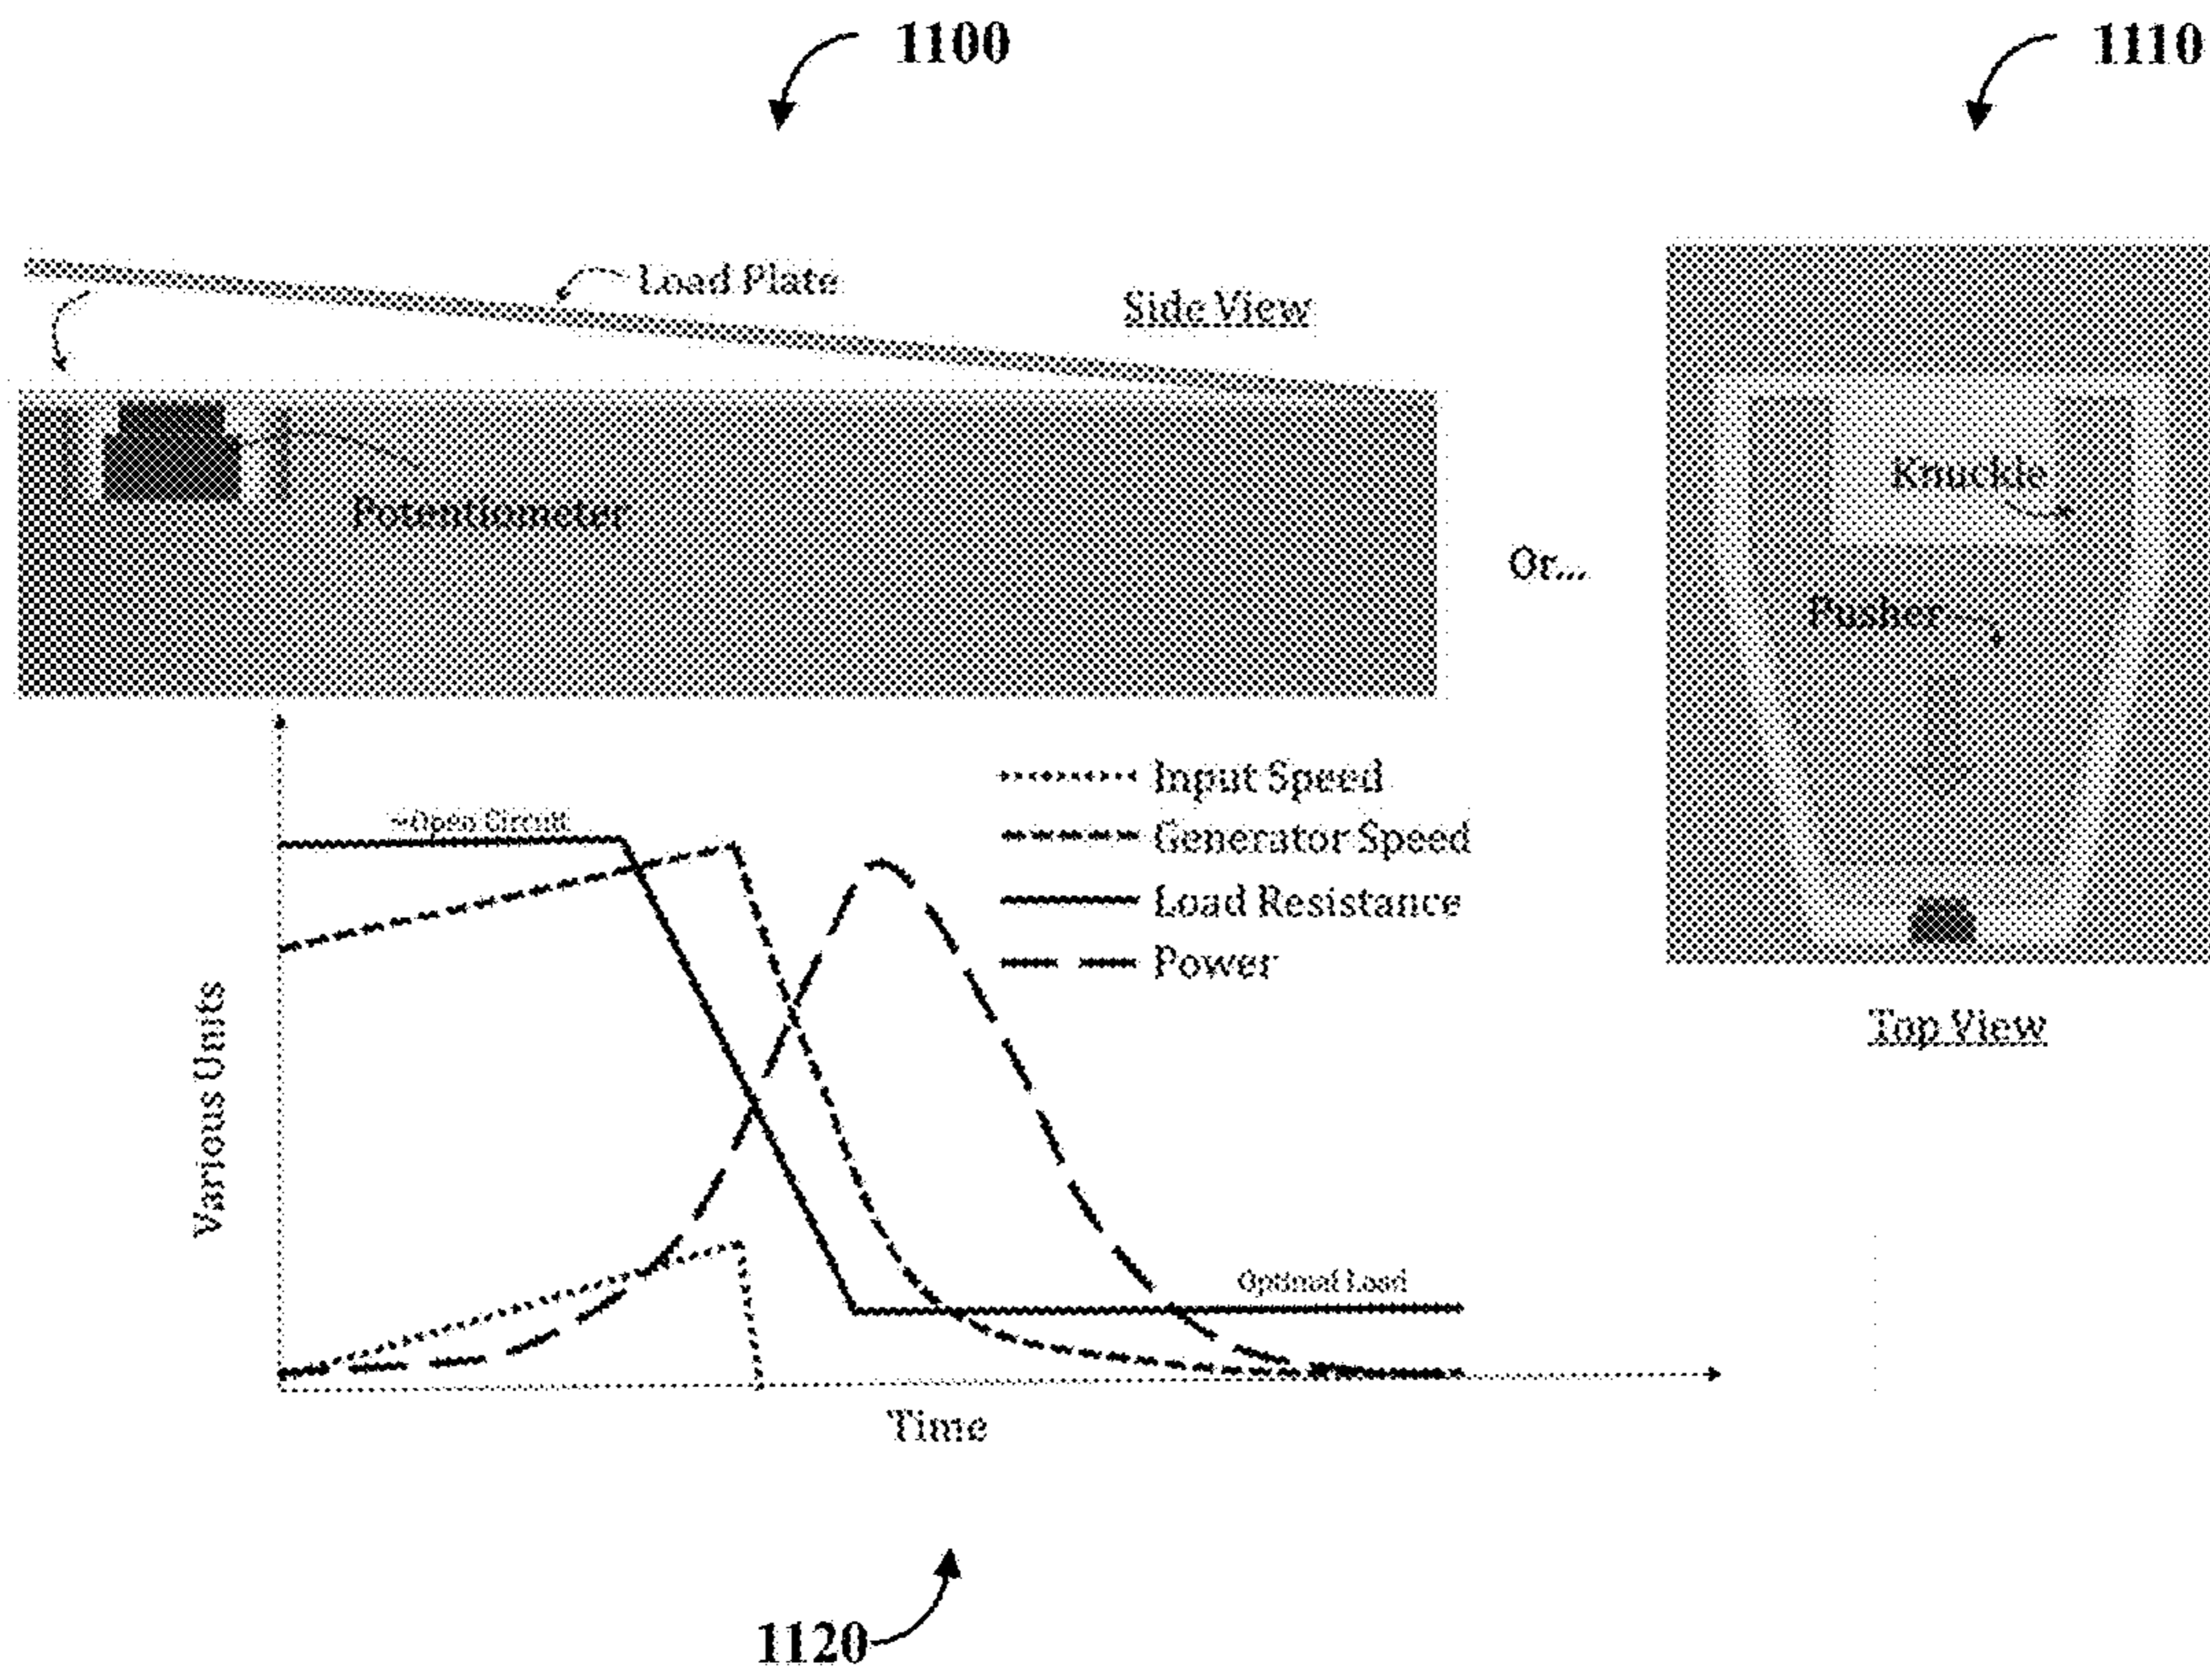 1100
1110
Load Plate
Side View
Potentiometer
Knuckle
Or...
Pusher
Input Speed
~Open Circuit
Generator Speed
Load Resistance
Power
Various Units
Top View
Optimal Load
Time
1120